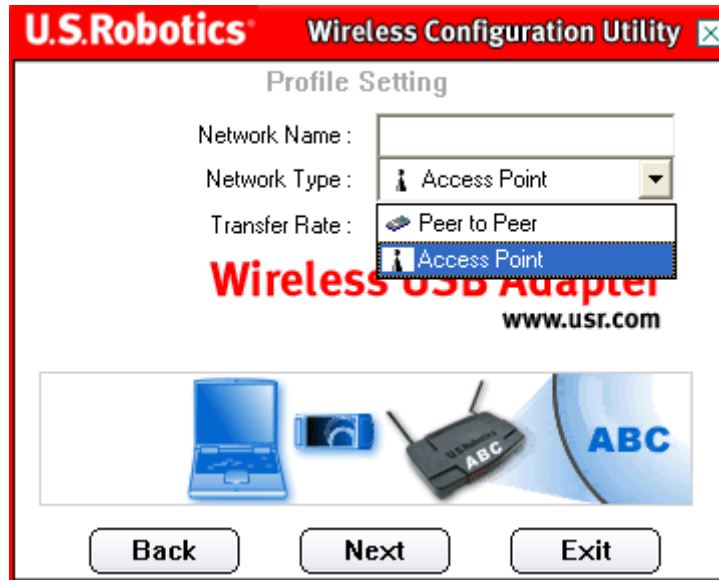 U.S.Robotics® Wireless Configuration Utility
Profile Setting
Network Name :
Network Type : Access Point
Transfer Rate : Peer to Peer
Access Point
Wireless USB Adapter
www.usr.com
U.S.Robotics
ABC
ABC
Back Next Exit